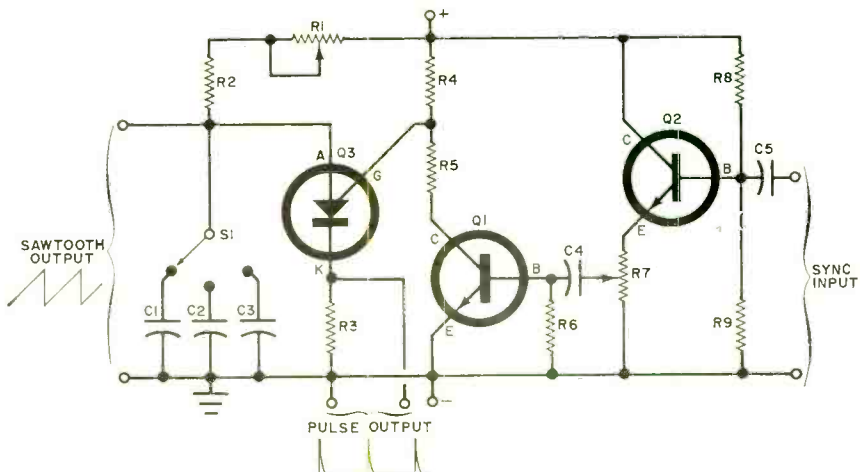 R1
+
R2
R4
R8
Q2
C
C5
A
Q3
G
R5
B
S1
E
Q1
C
SAWTOOTH
OUTPUT
K
B
C4
R7
SYNC
INPUT
C1
C2
C3
R3
E
R6
R9
-
PULSE OUTPUT